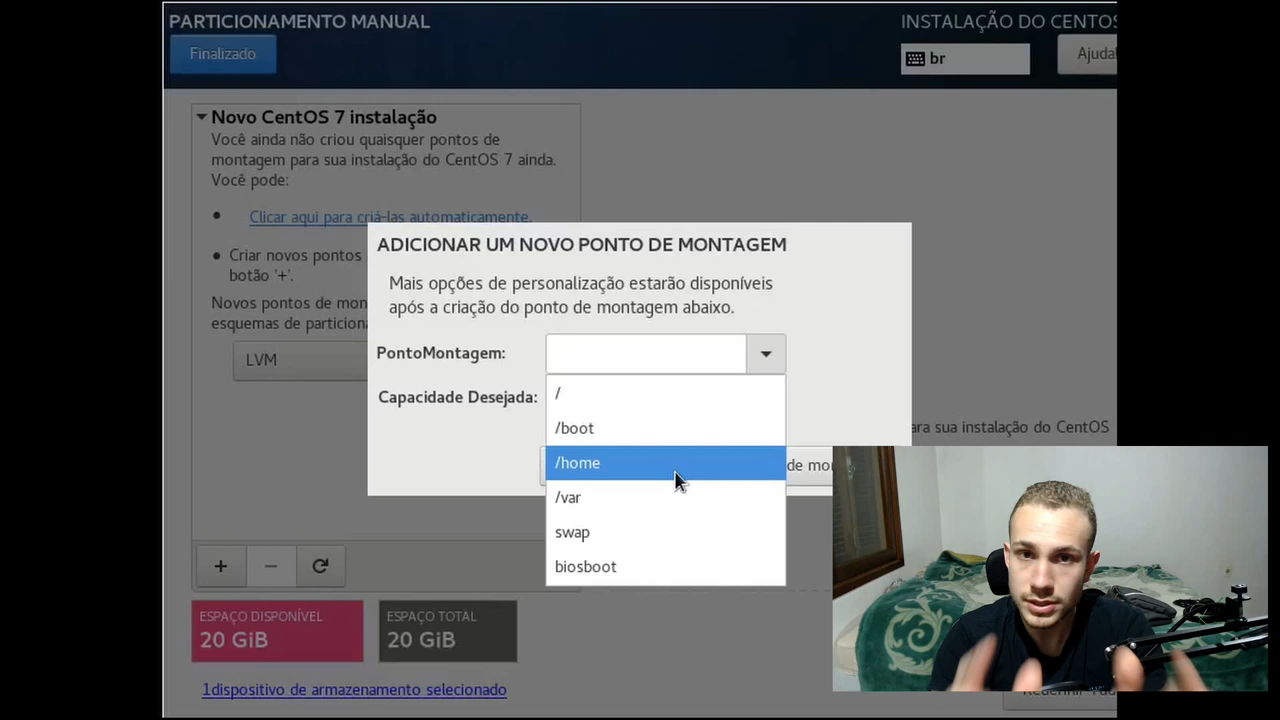 PARTICIONAMENTO MANUAL
INSTALAÇÃO DO CENTOS
Finalizado
br
Ajuda!
Novo CentOS 7 instalação
Você ainda não criou quaisquer pontos de
montagem para sua instalação do CentOS 7 ainda.
Você pode:
Clicar aqui para criá-las automaticamente.
Criar novos pontos
botão '+'.
Novos pontos de mon
esquemas de particiona
LVM
ADICIONAR UM NOVO PONTO DE MONTAGEM
Mais opções de personalização estarão disponíveis
após a criação do ponto de montagem abaixo.
PontoMontagem:
Capacidade Desejada:
/
/boot
/home
/var
swap
biosboot
de mo
ara sua instalação do CentOS
+ −
ESPAÇO DISPONÍVEL
20 GiB
ESPAÇO TOTAL
20 GiB
1dispositivo de armazenamento selecionado